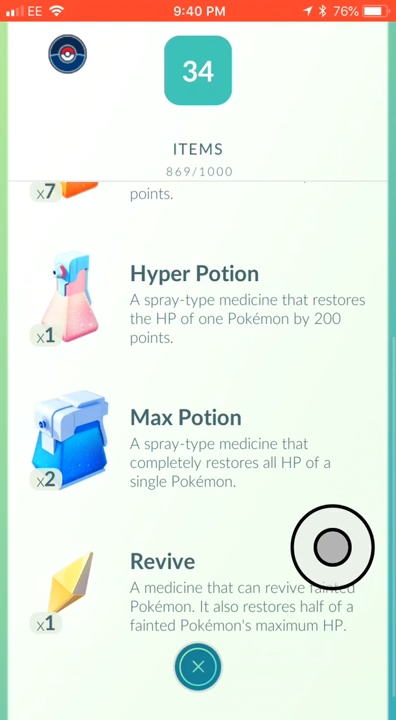 EE 9:40 PM 76%
34
ITEMS
869/1000
x7
points.
Hyper Potion
A spray-type medicine that restores
the HP of one Pokémon by 200
points.
x1
Max Potion
A spray-type medicine that
completely restores all HP of a
single Pokémon.
x2
Revive
A medicine that can revive fainted
Pokémon. It also restores half of a
fainted Pokémon's maximum HP.
x1